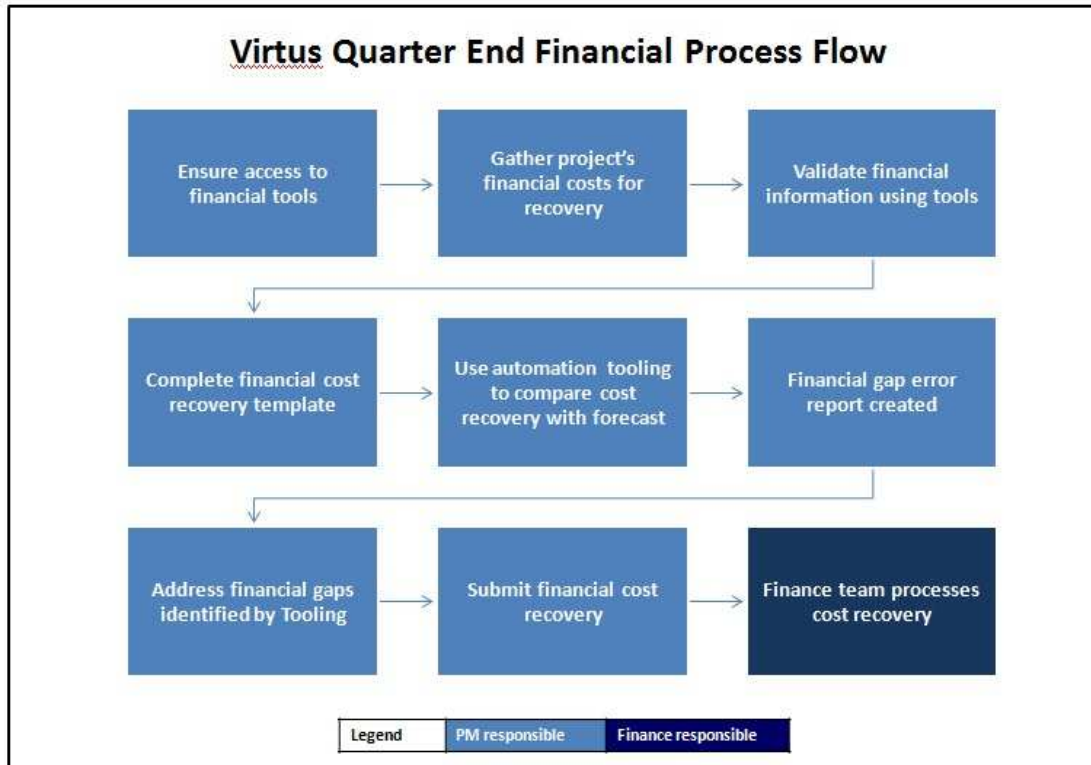 Virtus Quarter End Financial Process Flow
Ensure access to
financial tools
Gather project's
financial costs for
recovery
Validate financial
information using tools
Complete financial cost
recovery template
Use automation tooling
to compare cost
recovery with forecast
Financial gap error
report created
Address financial gaps
identified by Tooling
Submit financial cost
recovery
Finance team processes
cost recovery
Legend
PM responsible
Finance responsible